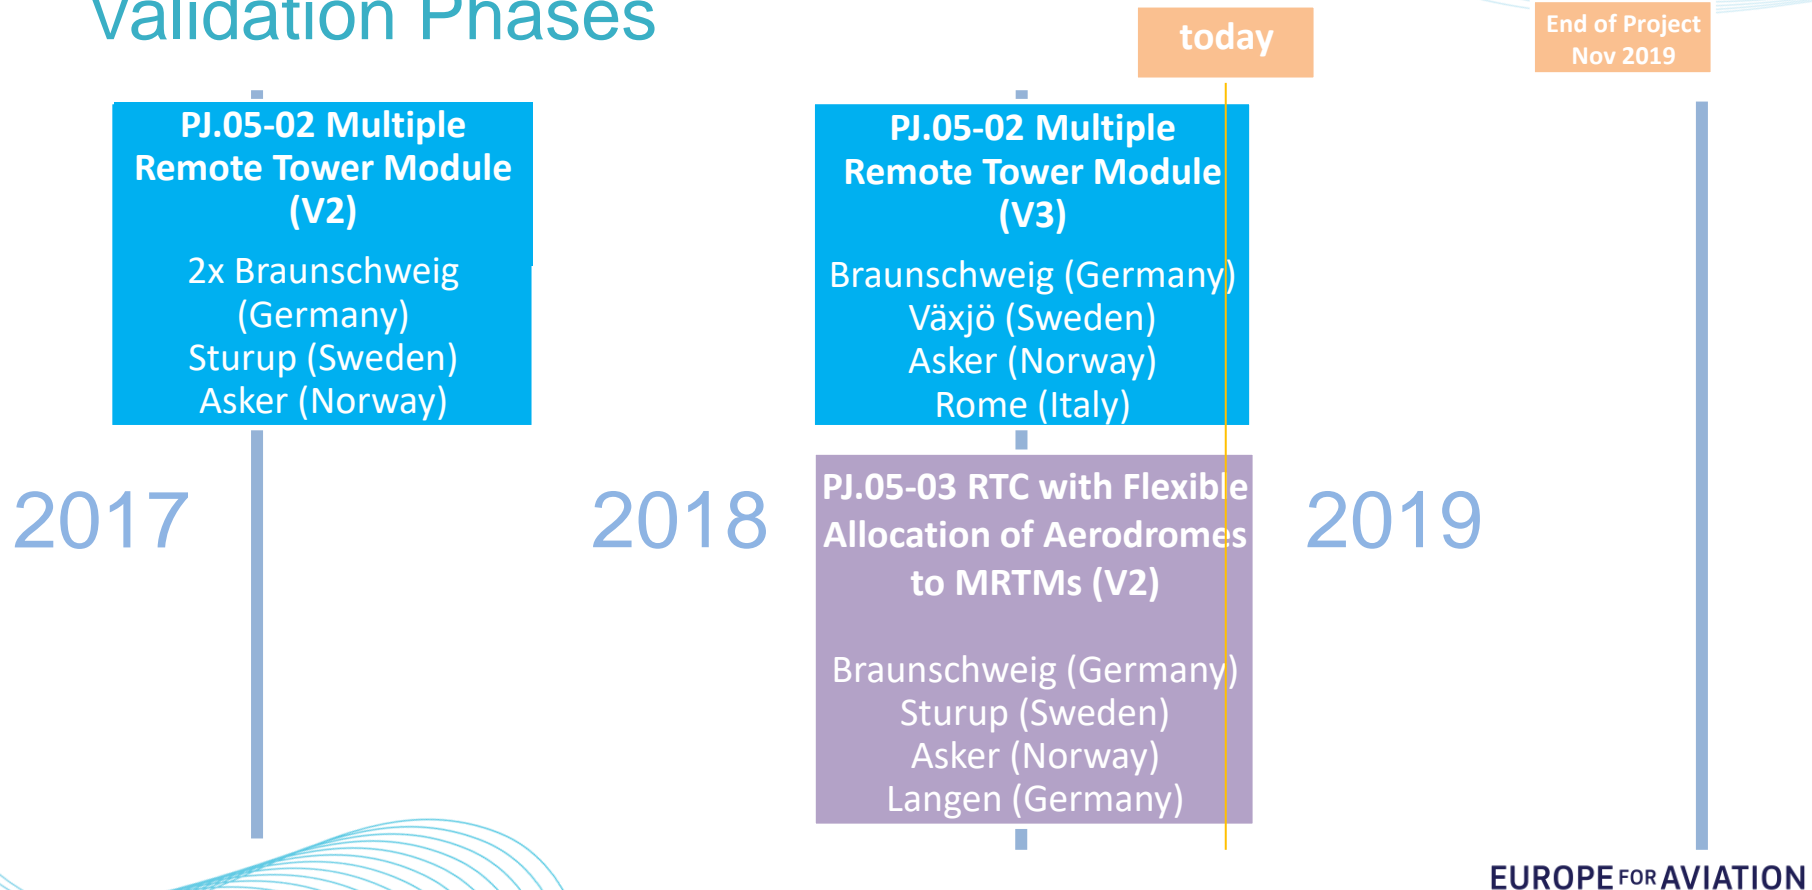 Validation Phases
today
End of Project
Nov 2019
PJ.05-02 Multiple
Remote Tower Module
(V2)
2x Braunschweig
(Germany)
Sturup (Sweden)
Asker (Norway)
PJ.05-02 Multiple
Remote Tower Module
(V3)
Braunschweig (Germany)
Växjö (Sweden)
Asker (Norway)
Rome (Italy)
2017
2018
PJ.05-03 RTC with Flexible
Allocation of Aerodromes
to MRTMs (V2)
Braunschweig (Germany)
Sturup (Sweden)
Asker (Norway)
Langen (Germany)
2019
EUROPE FOR AVIATION